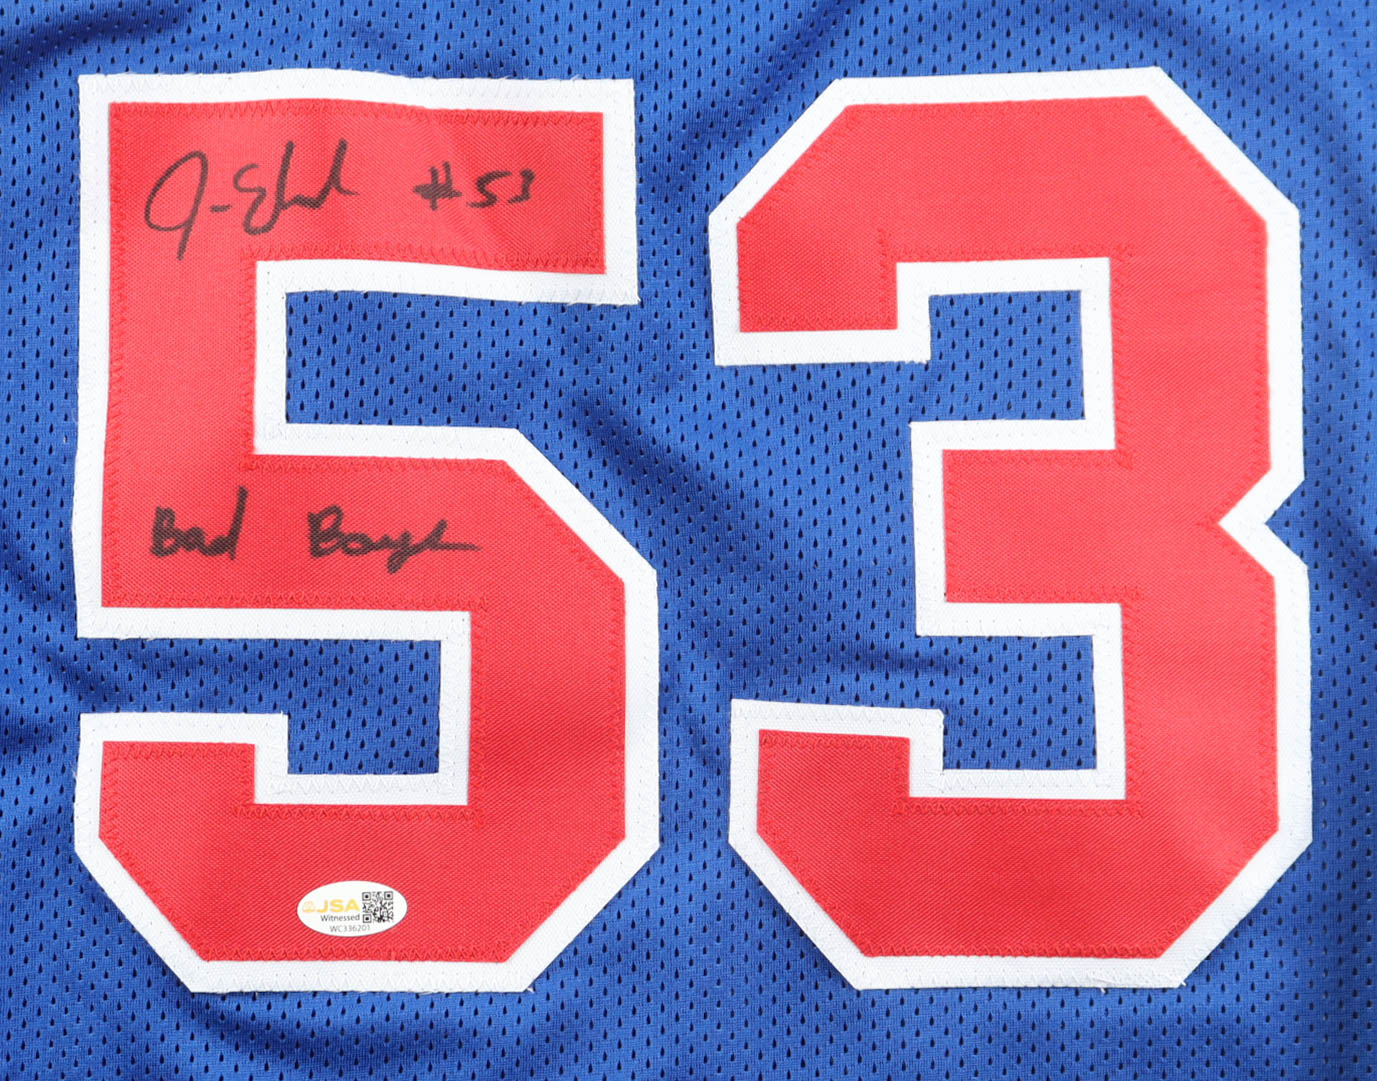 53
#53
Bad Boys
JSA
Witnessed
WC336201